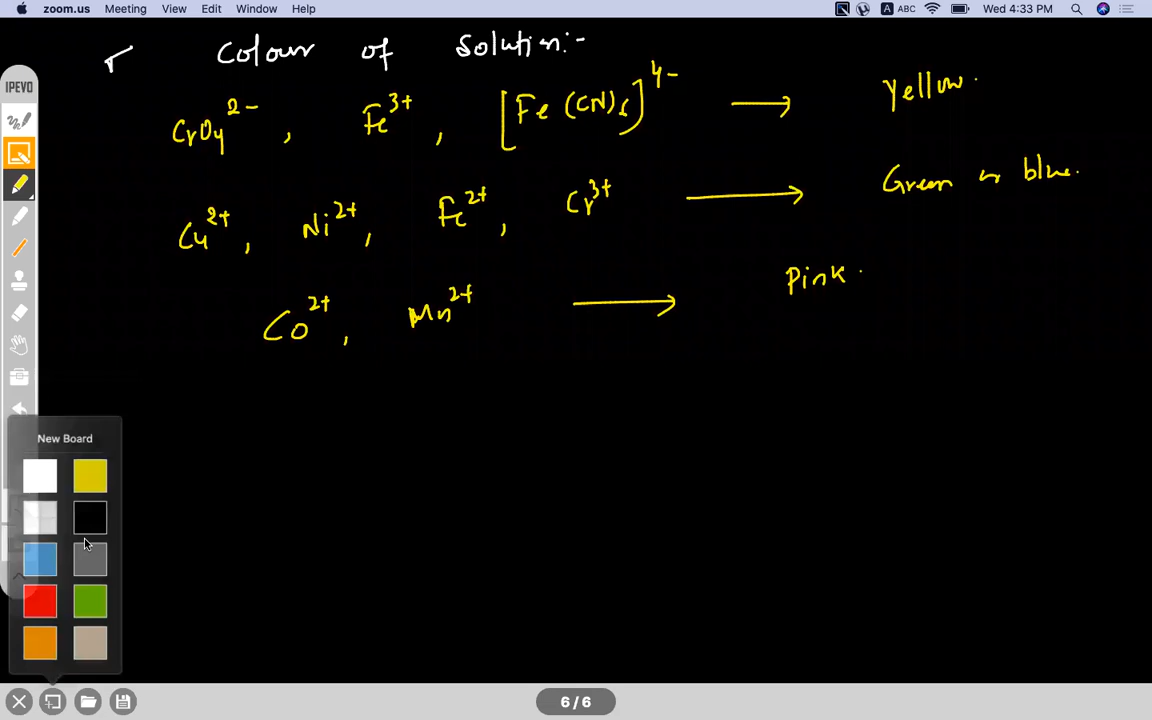 zoom.us Meeting View Edit Window Help A ABC Wed 4:33 PM
IPEVO
Colour of Solution:-
CrO4 2-, Fe3+, [Fe(CN)6]4- → Yellow.
Cu2+, Ni2+, Fe2+, Cr3+ → Green or blue.
Co2+, Mn2+ → Pink.
New Board
6/6